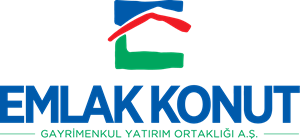 EMLAK KONUT
GAYRİMENKUL YATIRIM ORTAKLIĞI A.Ş.